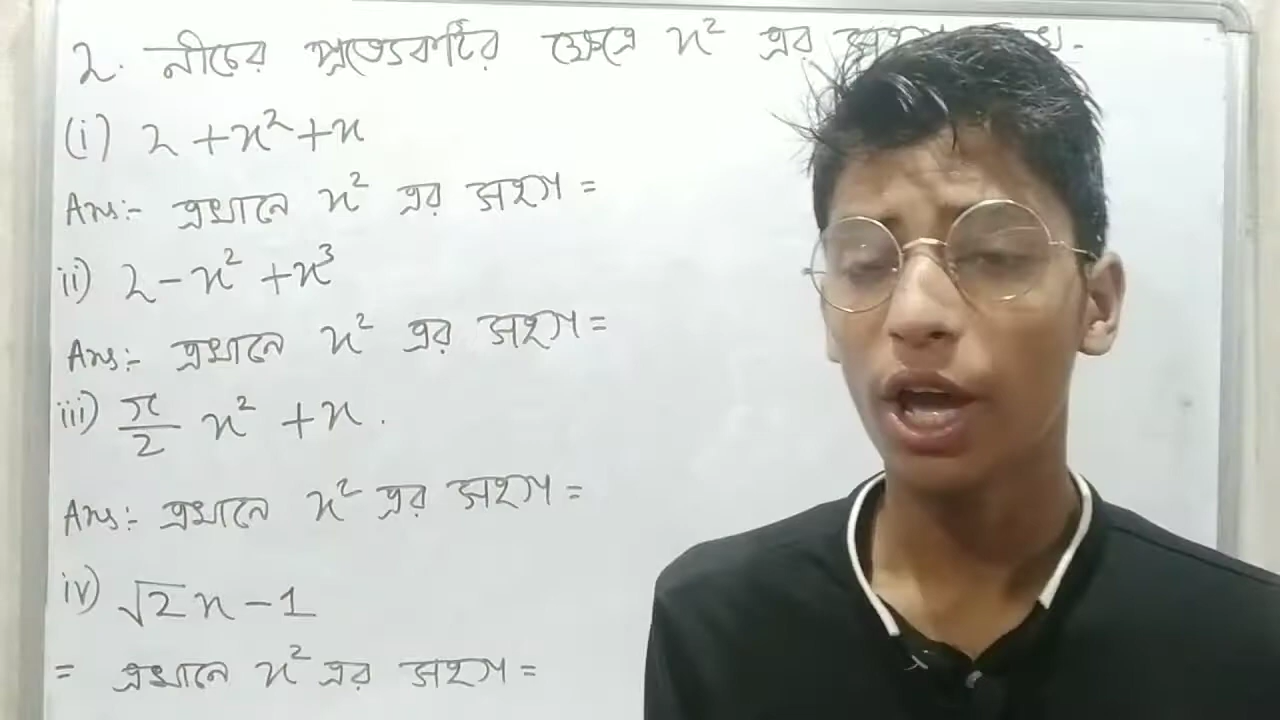 2. নীচের প্রত্যেকটির ক্ষেত্রে x² এর
(i) 2 + x² + x
Ans:- এখানে x² এর সহগ =
ii) 2 - x² + x³
Ans:- এখানে x² এর সহগ =
iii) π/2 x² + x.
Ans:- এখানে x² এর সহগ =
iv) √2x - 1
= এখানে x² এর সহগ =